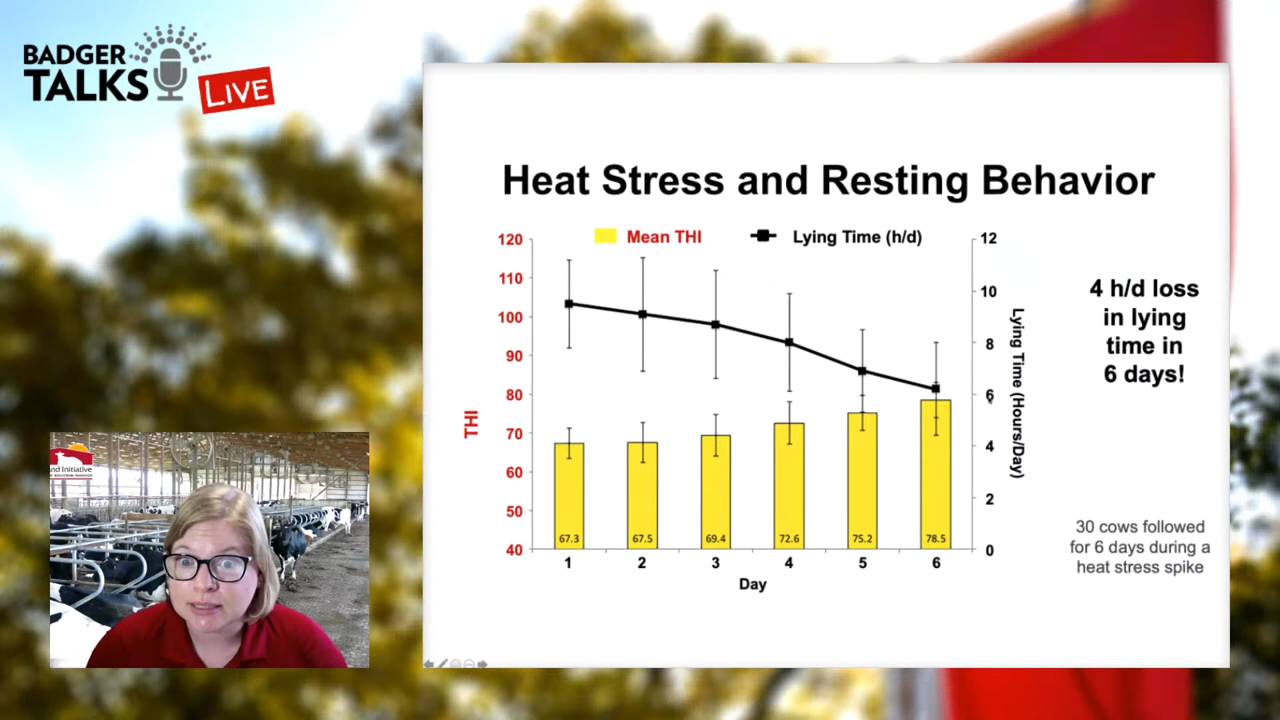 BADGER
TALKS LIVE
Heat Stress and Resting Behavior
Mean THI
Lying Time (h/d)
120
110
100
90
80
70
60
50
40
THI
12
10
8
6
4
2
0
Lying Time (Hours/Day)
67.3
67.5
69.4
72.6
75.2
78.5
1
2
3
4
5
6
Day
4 h/d loss
in lying
time in
6 days!
30 cows followed
for 6 days during a
heat stress spike
nd Initiative